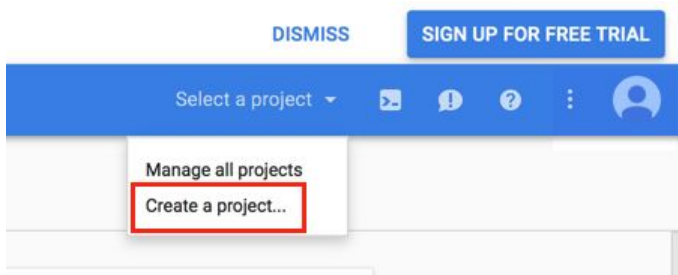 DISMISS
SIGN UP FOR FREE TRIAL
Select a project
Manage all projects
Create a project...